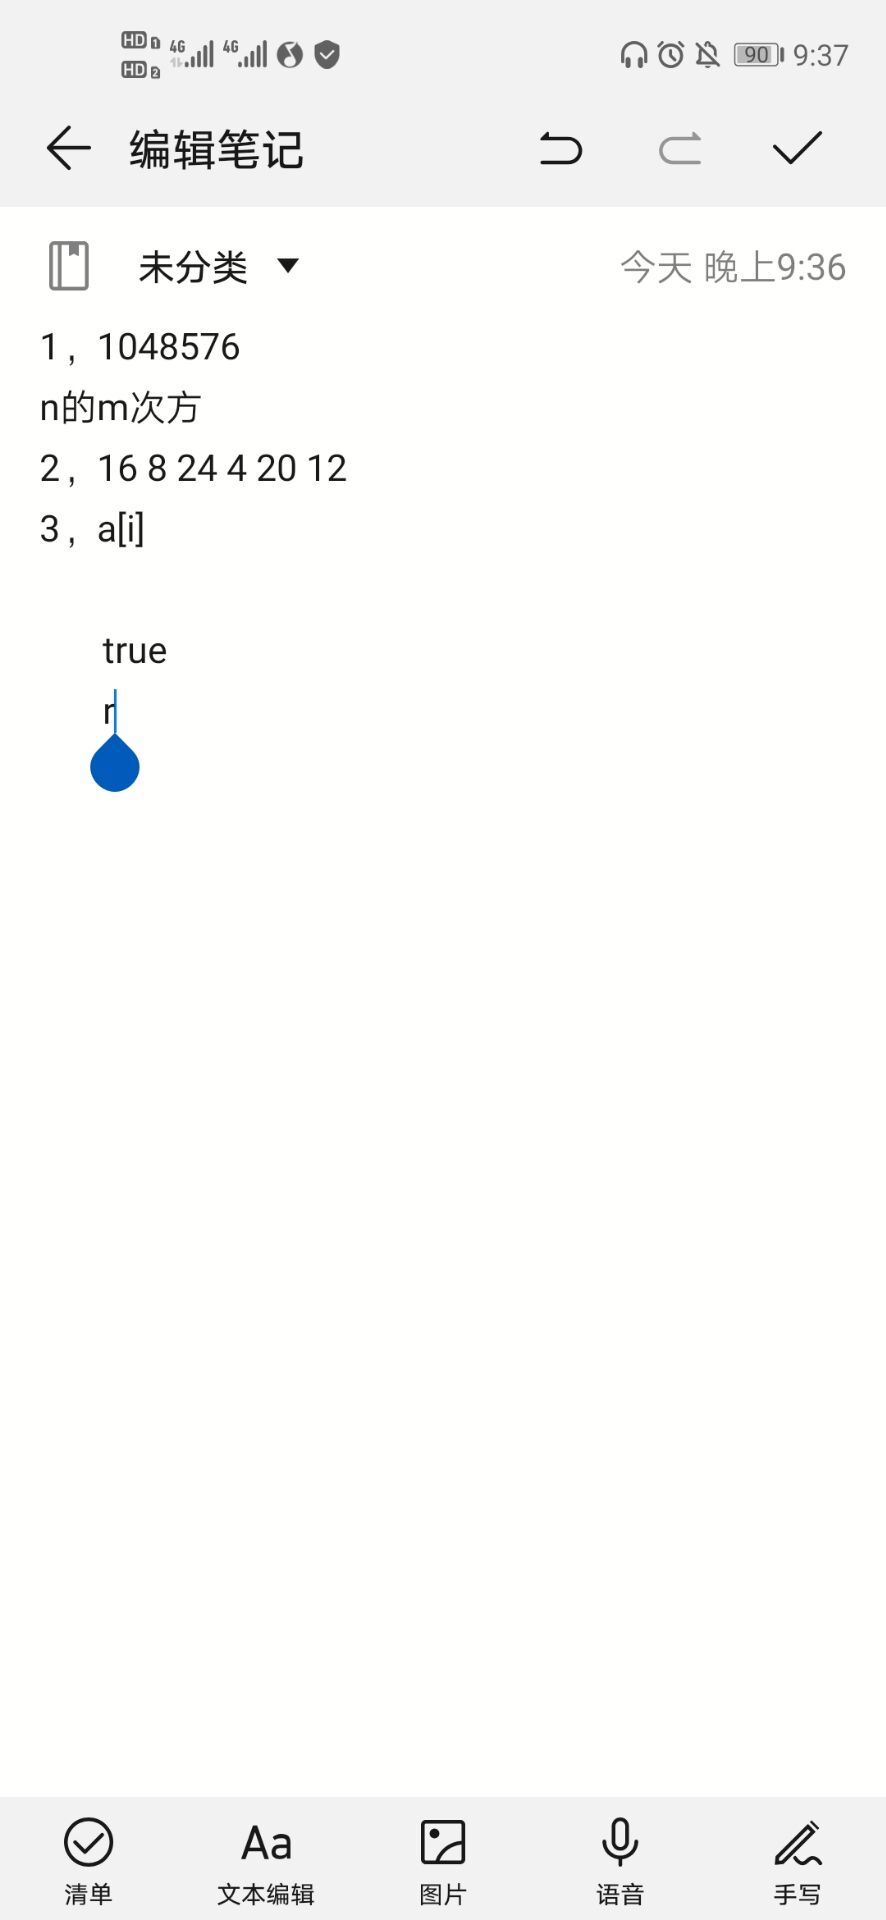 HD 1 4G 4G 90 9:37
HD 2
编辑笔记
未分类 今天 晚上9:36
1，1048576
n的m次方
2，16 8 24 4 20 12
3，a[i]
true
r
Aa
清单 文本编辑 图片 语音 手写